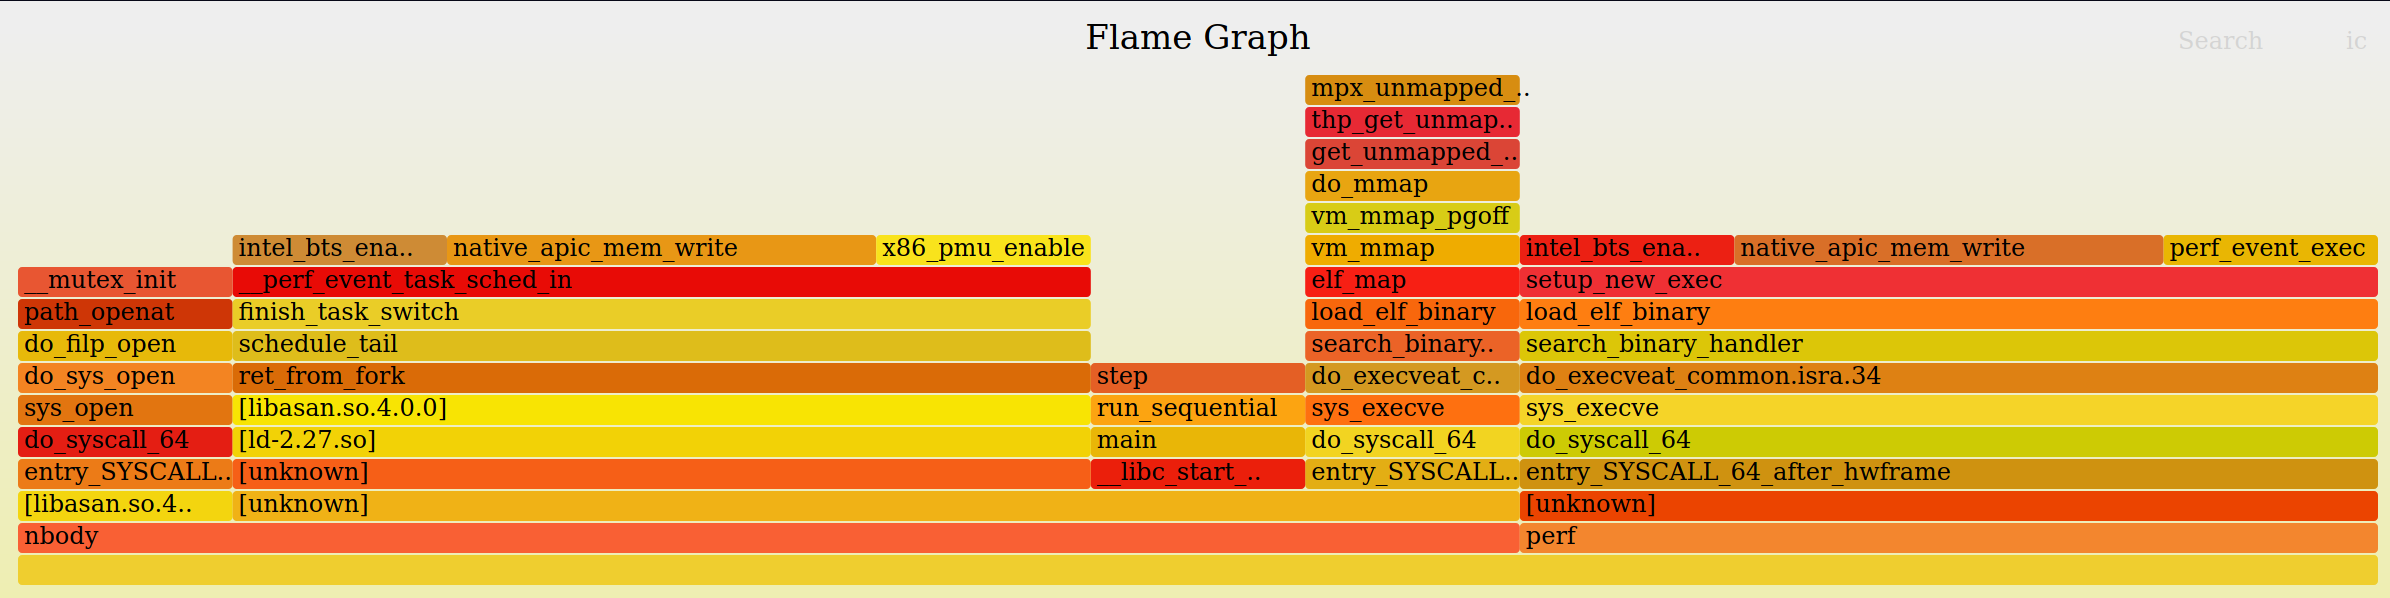 Flame Graph
Search ic
mpx_unmapped_..
thp_get_unmap..
get_unmapped_..
do_mmap
vm_mmap_pgoff
intel_bts_ena.. native_apic_mem_write x86_pmu_enable vm_mmap intel_bts_ena.. native_apic_mem_write perf_event_exec
__mutex_init __perf_event_task_sched_in elf_map setup_new_exec
path_openat finish_task_switch load_elf_binary load_elf_binary
do_filp_open schedule_tail search_binary.. search_binary_handler
do_sys_open ret_from_fork step do_execveat_c.. do_execveat_common.isra.34
sys_open [libasan.so.4.0.0] run_sequential sys_execve sys_execve
do_syscall_64 [ld-2.27.so] main do_syscall_64 do_syscall_64
entry_SYSCALL.. [unknown] __libc_start_.. entry_SYSCALL.. entry_SYSCALL_64_after_hwframe
[libasan.so.4.. [unknown] [unknown]
nbody perf